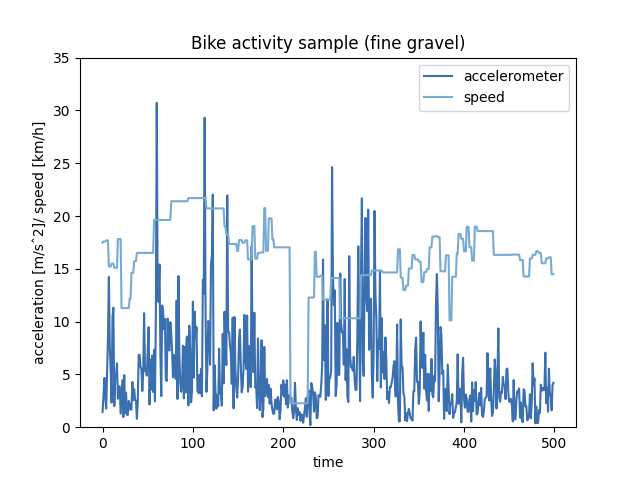 Bike activity sample (fine gravel)
accelerometer
speed
acceleration [m/s^2]/ speed [km/h]
35
30
25
20
15
10
5
0
0 100 200 300 400 500
time